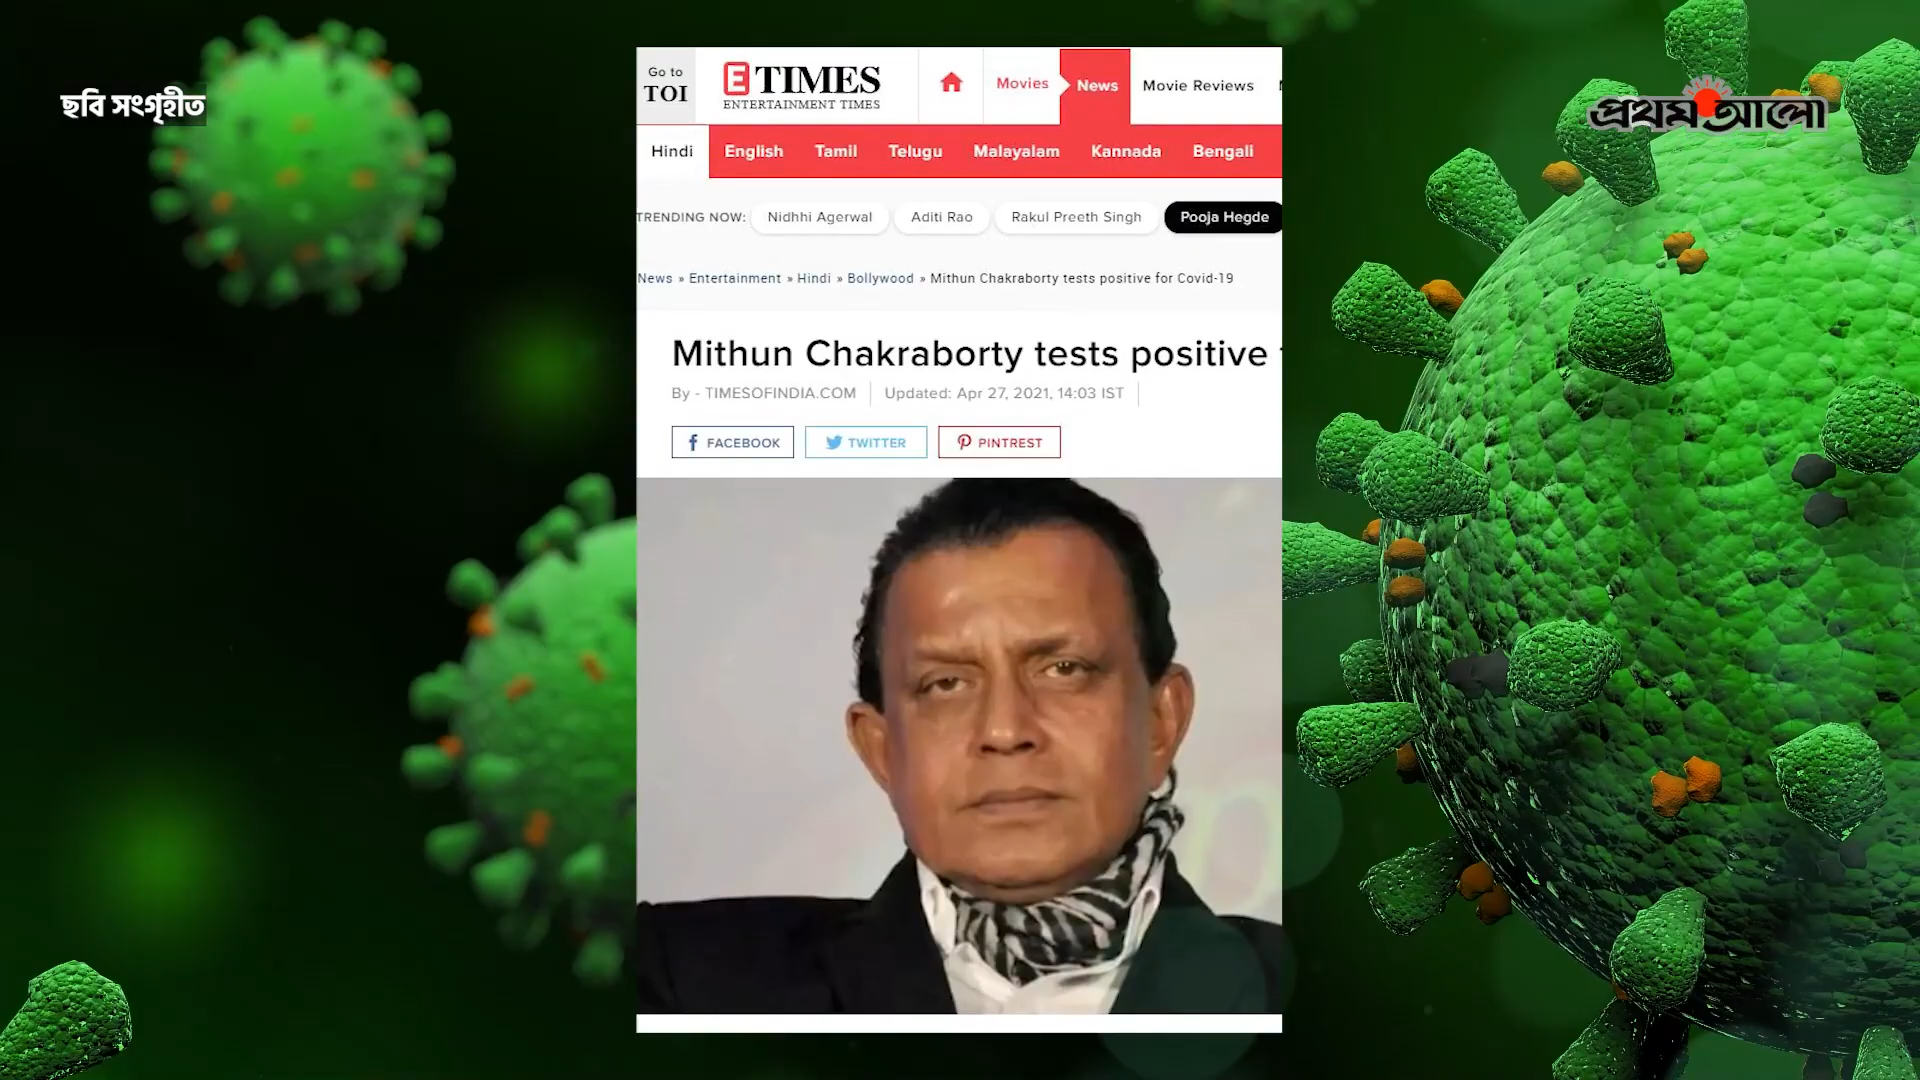 ছবি সংগৃহীত
প্রথম আলো
Go to
TOI
E TIMES
ENTERTAINMENT TIMES
Movies
News
Movie Reviews
Hindi
English
Tamil
Telugu
Malayalam
Kannada
Bengali
TRENDING NOW:
Nidhhi Agerwal
Aditi Rao
Rakul Preeth Singh
Pooja Hegde
News » Entertainment » Hindi » Bollywood » Mithun Chakraborty tests positive for Covid-19
Mithun Chakraborty tests positive
By - TIMESOFINDIA.COM
Updated: Apr 27, 2021, 14:03 IST
FACEBOOK
TWITTER
PINTREST